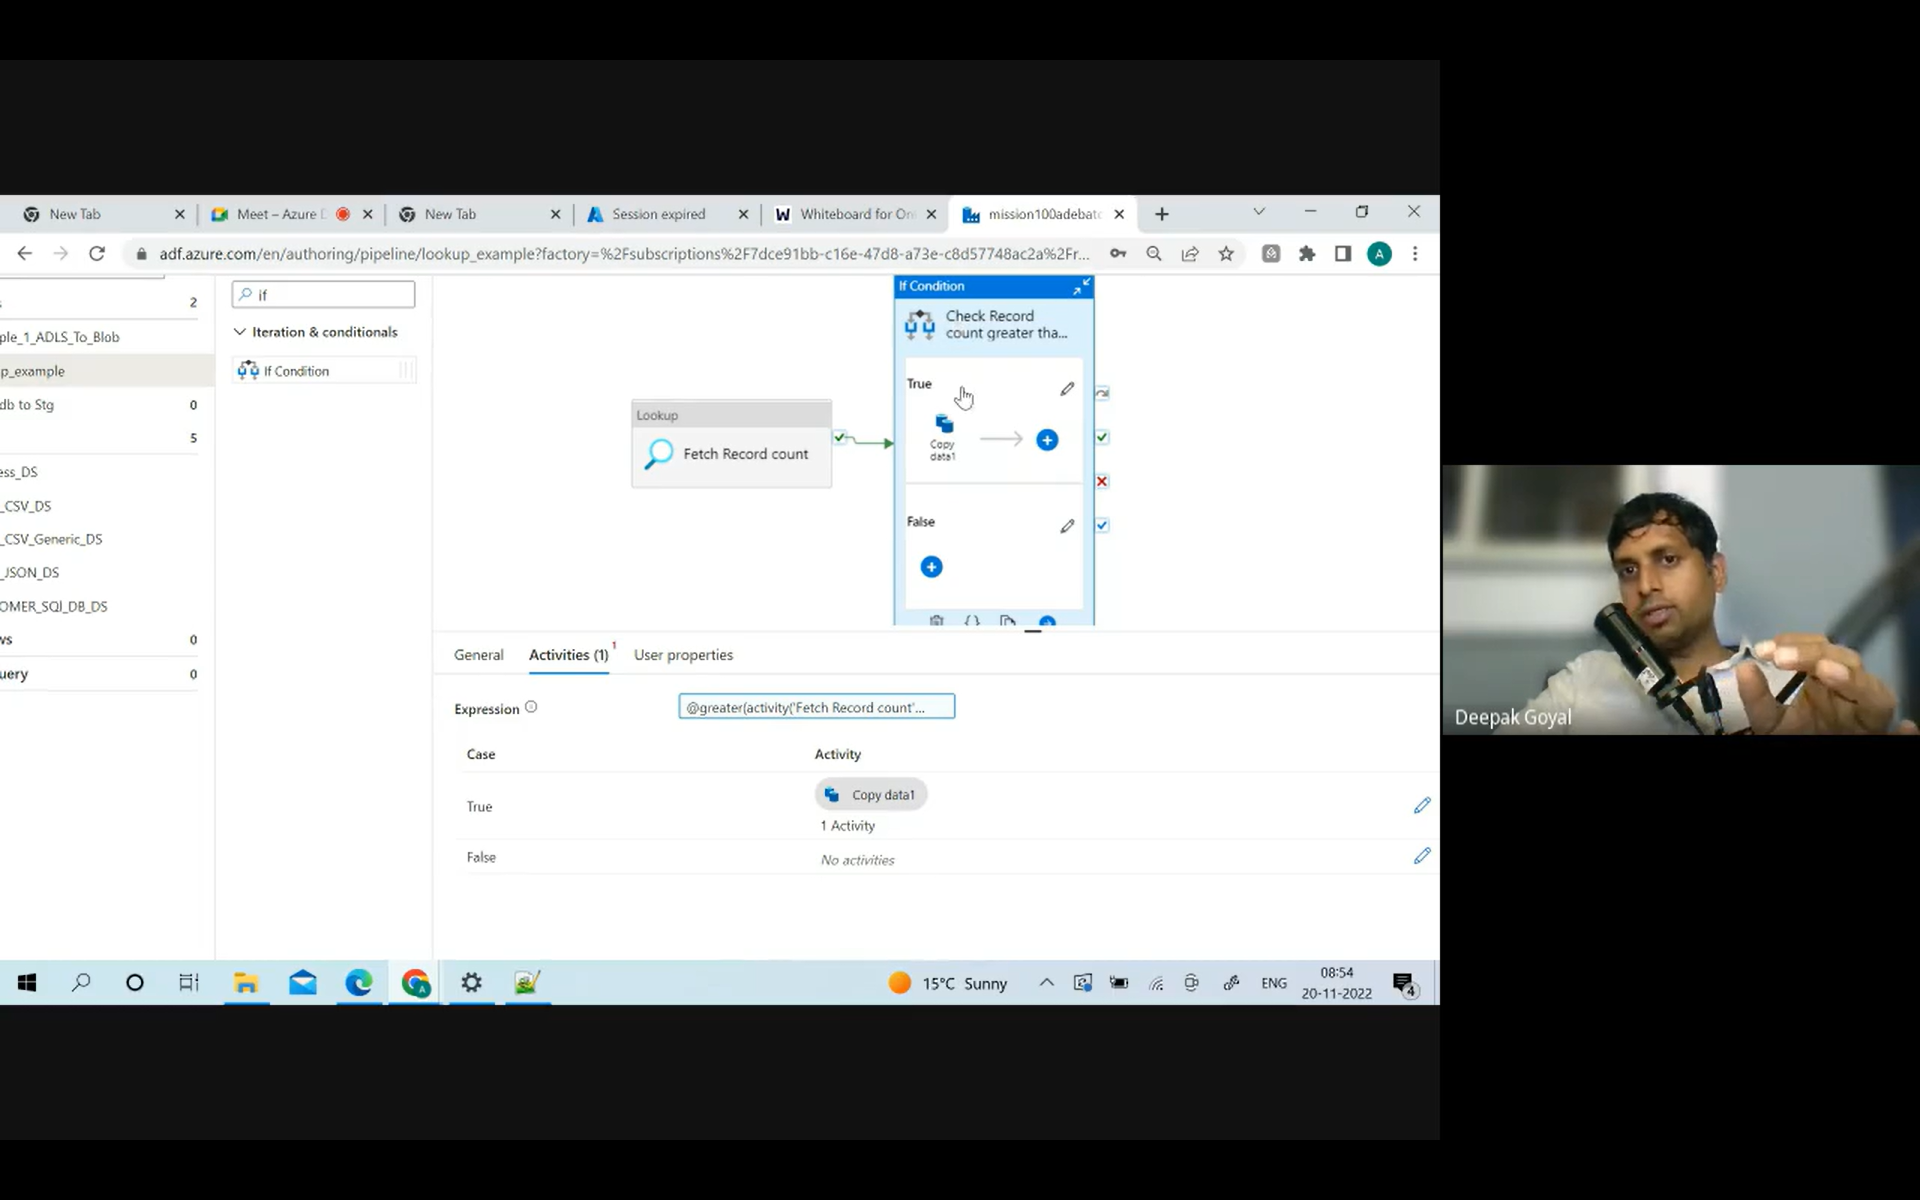 New Tab
Meet – Azure D
New Tab
Session expired
Whiteboard for On
mission100adebatc
adf.azure.com/en/authoring/pipeline/lookup_example?factory=%2Fsubscriptions%2F7dce91bb-c16e-47d8-a73e-c8d57748ac2a%2Fr...
A
s 2
ple_1_ADLS_To_Blob
p_example
db to Stg 0
5
ess_DS
_CSV_DS
_CSV_Generic_DS
_JSON_DS
OMER_SQl_DB_DS
ws 0
uery 0
if
Iteration & conditionals
If Condition
Lookup
Fetch Record count
If Condition
Check Record
count greater tha...
True
Copy
data1
False
General
Activities (1) 1
User properties
Expression
@greater(activity('Fetch Record count'...
Case Activity
True Copy data1
1 Activity
False No activities
15°C Sunny
ENG
08:54
20-11-2022
4
Deepak Goyal